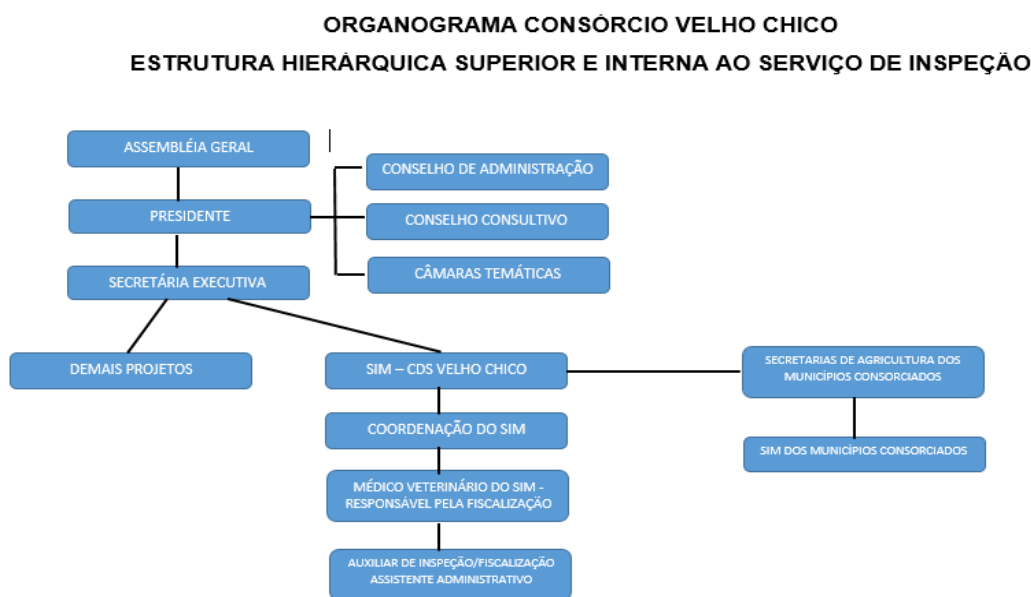 ORGANOGRAMA CONSÓRCIO VELHO CHICO
ESTRUTURA HIERÁRQUICA SUPERIOR E INTERNA AO SERVIÇO DE INSPEÇÃO
ASSEMBLÉIA GERAL
CONSELHO DE ADMINISTRAÇÃO
PRESIDENTE
CONSELHO CONSULTIVO
SECRETÁRIA EXECUTIVA
CÂMARAS TEMÁTICAS
DEMAIS PROJETOS
SIM – CDS VELHO CHICO
SECRETARIAS DE AGRICULTURA DOS
MUNICÍPIOS CONSORCIADOS
COORDENAÇÃO DO SIM
SIM DOS MUNICÍPIOS CONSORCIADOS
MÉDICO VETERINÁRIO DO SIM -
RESPONSÁVEL PELA FISCALIZAÇÃO
AUXILIAR DE INSPEÇÃO/FISCALIZAÇÃO
ASSISTENTE ADMINISTRATIVO